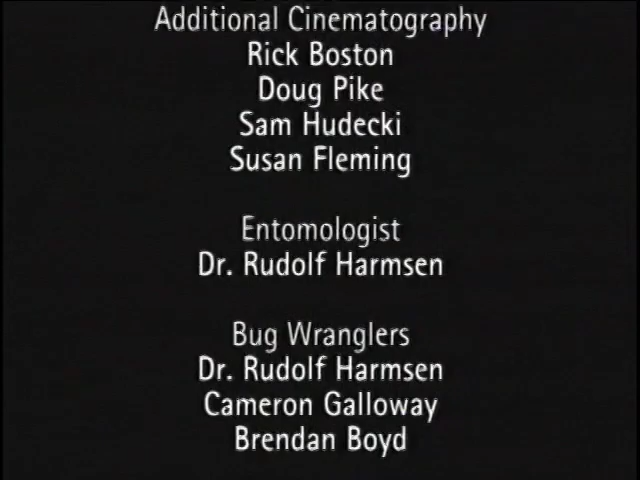 Additional Cinematography
Rick Boston
Doug Pike
Sam Hudecki
Susan Fleming
Entomologist
Dr. Rudolf Harmsen
Bug Wranglers
Dr. Rudolf Harmsen
Cameron Galloway
Brendan Boyd